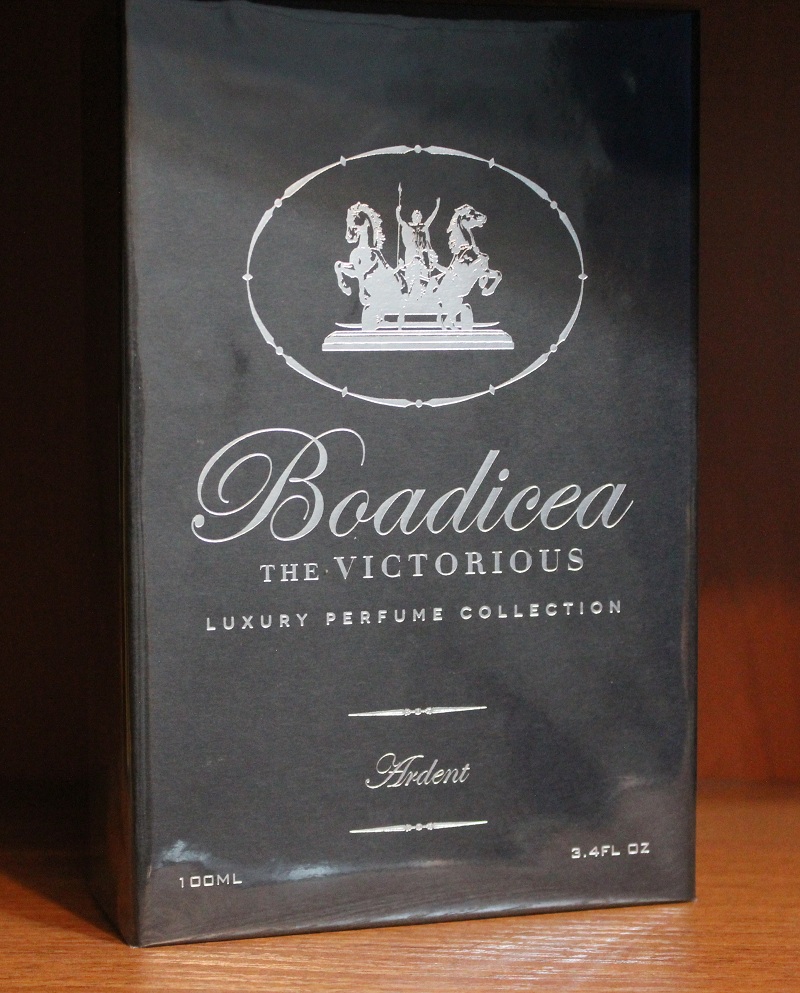 Boadicea
THE VICTORIOUS
LUXURY PERFUME COLLECTION
Ardent
100ML
3.4FL OZ